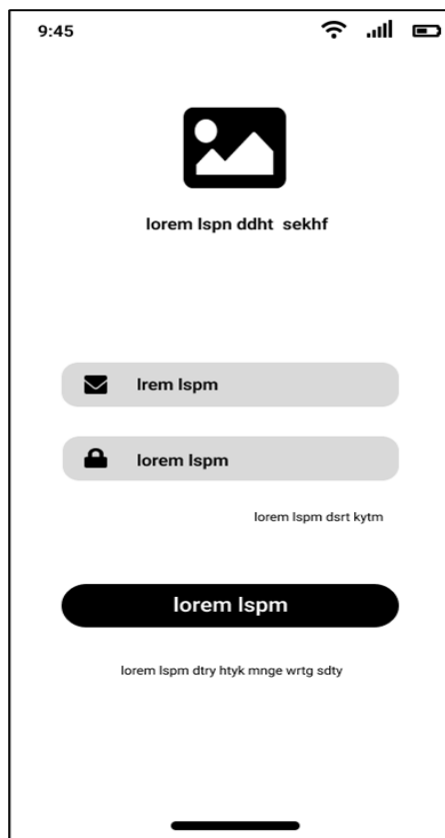 9:45
lorem Ispn ddht sekhf
Irem Ispm
lorem Ispm
lorem Ispm dsrt kytm
lorem Ispm
lorem Ispm dtry htyk mnge wrtg sdty